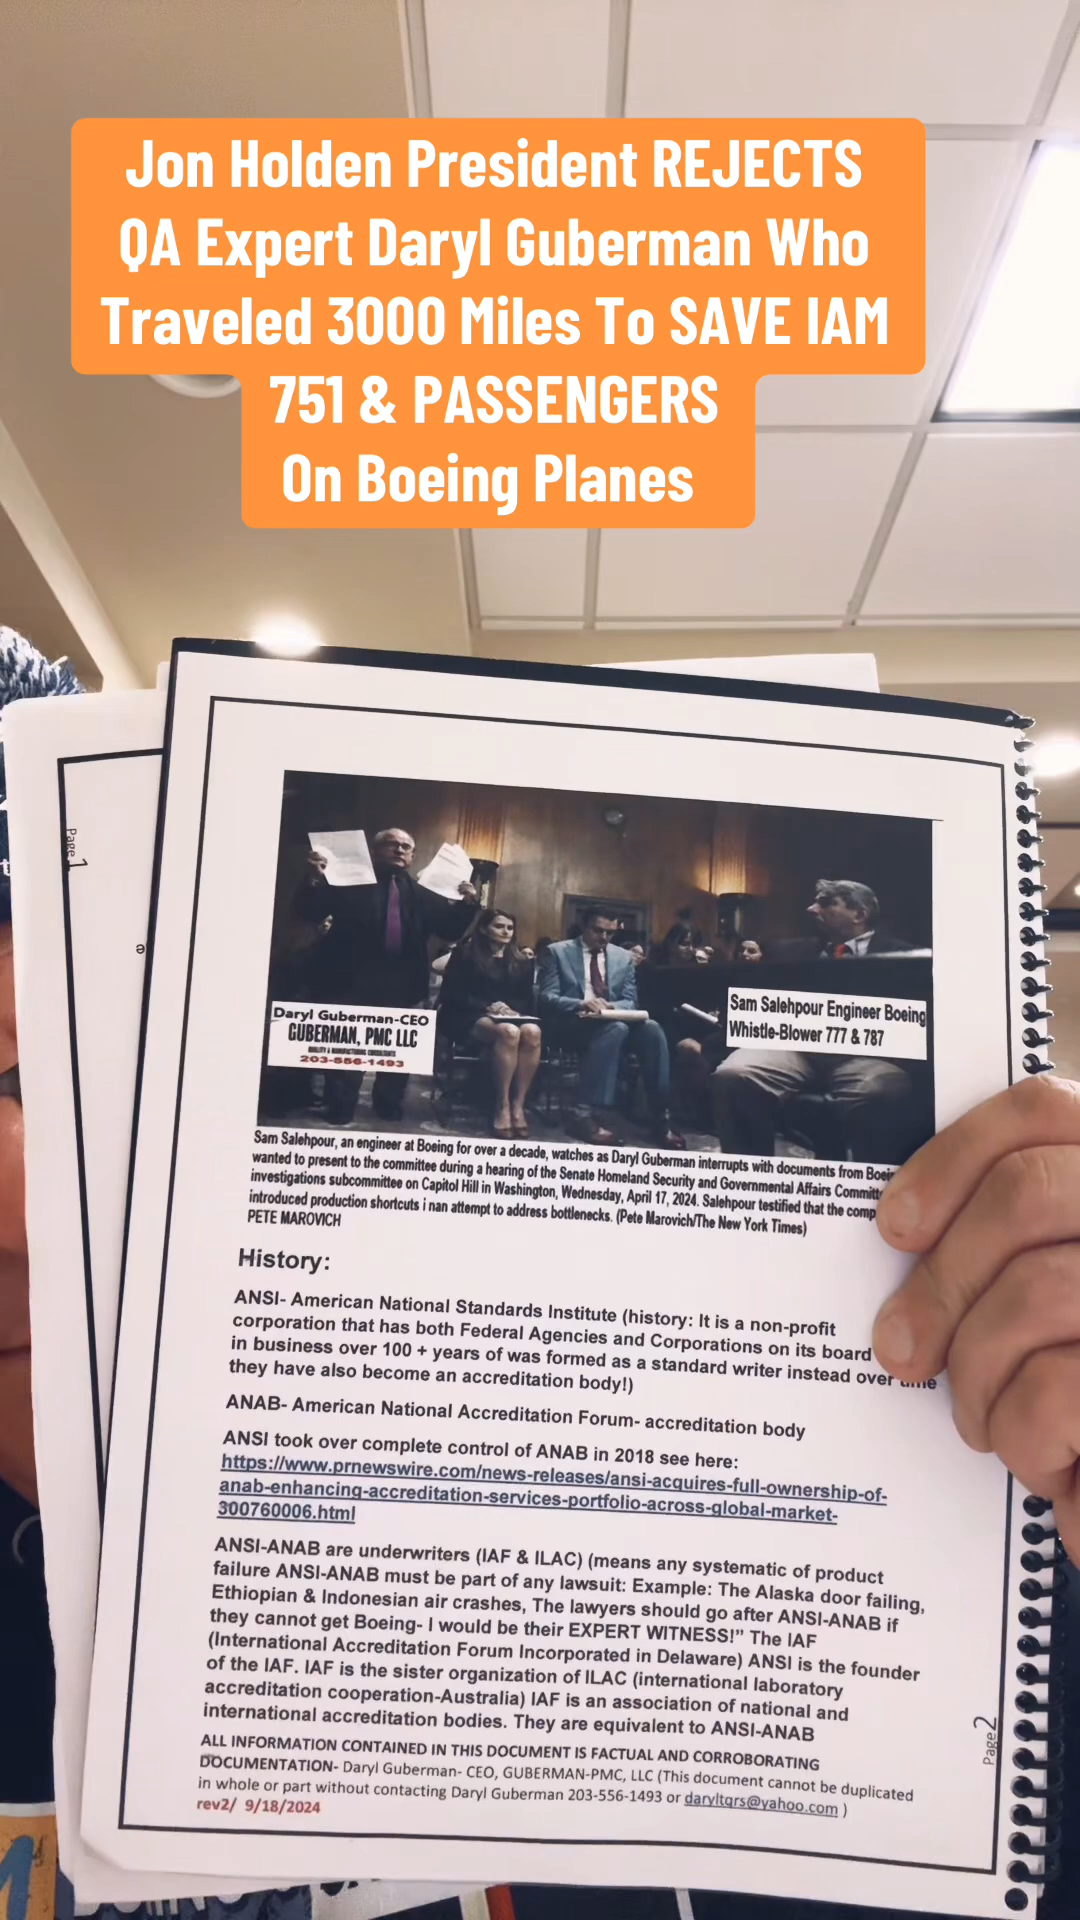 Jon Holden President REJECTS
QA Expert Daryl Guberman Who
Traveled 3000 Miles To SAVE IAM
751 & PASSENGERS
On Boeing Planes
Page 1
Daryl Guberman-CEO
GUBERMAN, PMC LLC
QUALITY & MANUFACTURING CONSULTANTS
203-556-1493
Sam Salehpour Engineer Boeing
Whistle-Blower 777 & 787
Sam Salehpour, an engineer at Boeing for over a decade, watches as Daryl Guberman interrupts with documents from
wanted to present to the committee during a hearing of the Senate Homeland Security and Governmental Affairs
investigations subcommittee on Capitol Hill in Washington, Wednesday, April 17, 2024. Salehpour testified that the
introduced production shortcuts i nan attempt to address bottlenecks. (Pete Marovich/The New York Times)
PETE MAROVICH
History:
ANSI- American National Standards Institute (history: It is a non-profit
corporation that has both Federal Agencies and Corporations on its board
in business over 100 + years of was formed as a standard writer instead over
they have also become an accreditation body!)
ANAB- American National Accreditation Forum- accreditation body
ANSI took over complete control of ANAB in 2018 see here:
https://www.prnewswire.com/news-releases/ansi-acquires-full-ownership-of-
anab-enhancing-accreditation-services-portfolio-across-global-market-
300760006.html
ANSI-ANAB are underwriters (IAF & ILAC) (means any systematic of product
failure ANSI-ANAB must be part of any lawsuit: Example: The Alaska door failing,
Ethiopian & Indonesian air crashes, The lawyers should go after ANSI-ANAB if
they cannot get Boeing- I would be their EXPERT WITNESS!" The IAF
(International Accreditation Forum Incorporated in Delaware) ANSI is the founder
of the IAF. IAF is the sister organization of ILAC (international laboratory
accreditation cooperation-Australia) IAF is an association of national and
international accreditation bodies. They are equivalent to ANSI-ANAB
ALL INFORMATION CONTAINED IN THIS DOCUMENT IS FACTUAL AND CORROBORATING
DOCUMENTATION- Daryl Guberman- CEO, GUBERMAN-PMC, LLC (This document cannot be duplicated
in whole or part without contacting Daryl Guberman 203-556-1493 or daryltqrs@yahoo.com )
rev2/ 9/18/2024
Page 2